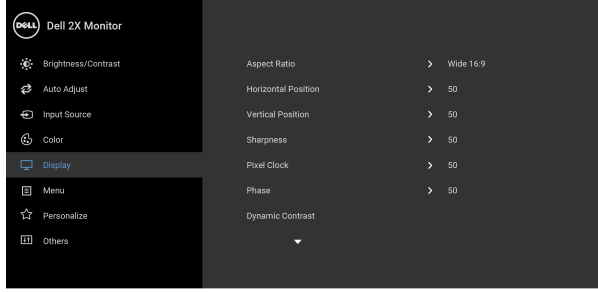 DELL Dell 2X Monitor
Brightness/Contrast
Auto Adjust
Input Source
Color
Display
Menu
Personalize
Others
Aspect Ratio Wide 16:9
Horizontal Position 50
Vertical Position 50
Sharpness 50
Pixel Clock 50
Phase 50
Dynamic Contrast